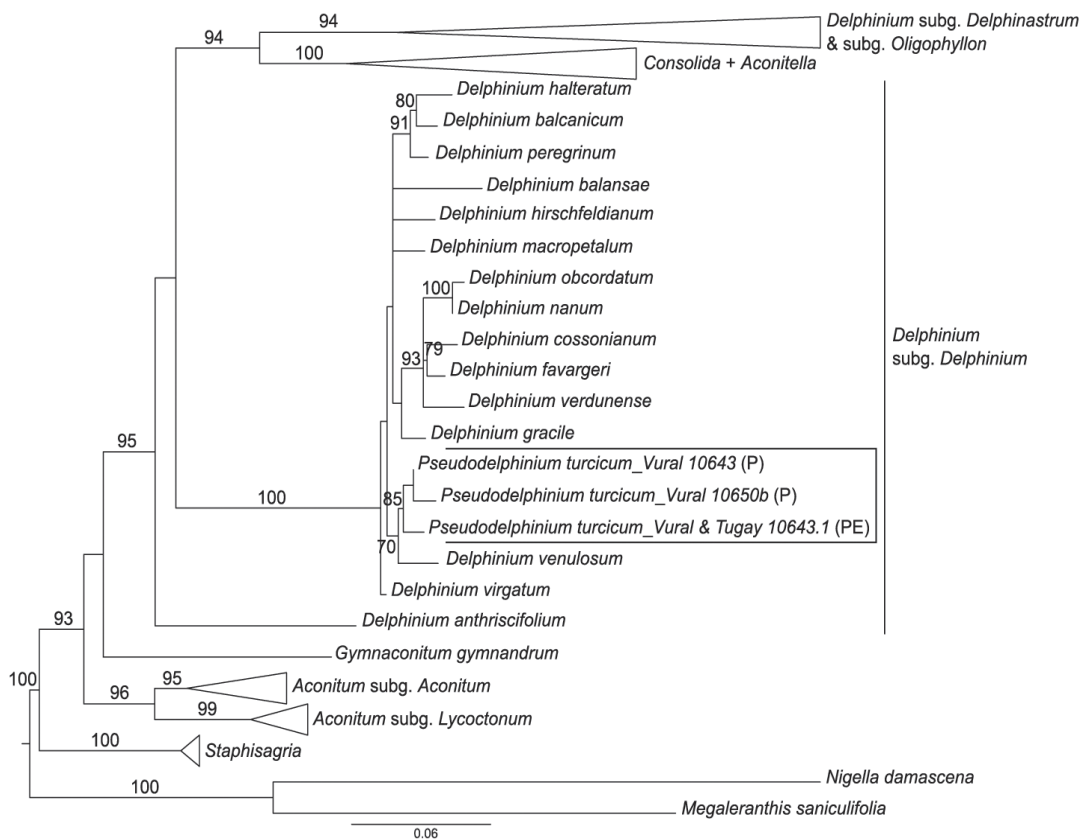 94
94
Delphinium subg. Delphinastrum
& subg. Oligophyllon
100
Consolida + Aconitella
Delphinium halteratum
80
Delphinium balcanicum
91
Delphinium peregrinum
Delphinium balansae
Delphinium hirschfeldianum
Delphinium macropetalum
Delphinium obcordatum
100
Delphinium nanum
Delphinium cossonianum
79
93
Delphinium favargeri
Delphinium verdunense
Delphinium gracile
Delphinium
subg. Delphinium
Pseudodelphinium turcicum_Vural 10643 (P)
85
Pseudodelphinium turcicum_Vural 10650b (P)
Pseudodelphinium turcicum_Vural & Tugay 10643.1 (PE)
70
Delphinium venulosum
100
Delphinium virgatum
95
Delphinium anthriscifolium
93
Gymnaconitum gymnandrum
100
95
Aconitum subg. Aconitum
96
99
Aconitum subg. Lycoctonum
100
Staphisagria
100
Nigella damascena
Megaleranthis saniculifolia
0.06